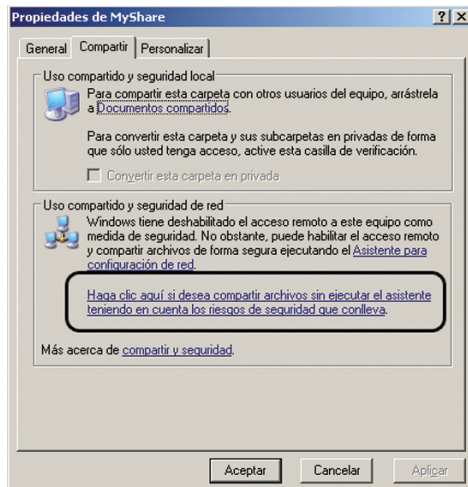 Propiedades de MyShare
General Compartir Personalizar
Uso compartido y seguridad local
Para compartir esta carpeta con otros usuarios del equipo, arrástrela
a Documentos compartidos.
Para convertir esta carpeta y sus subcarpetas en privadas de forma
que sólo usted tenga acceso, active esta casilla de verificación.
Convertir esta carpeta en privada
Uso compartido y seguridad de red
Windows tiene deshabilitado el acceso remoto a este equipo como
medida de seguridad. No obstante, puede habilitar el acceso remoto
y compartir archivos de forma segura ejecutando el Asistente para
configuración de red.
Haga clic aquí si desea compartir archivos sin ejecutar el asistente
teniendo en cuenta los riesgos de seguridad que conlleva.
Más acerca de compartir y seguridad.
Aceptar Cancelar Aplicar